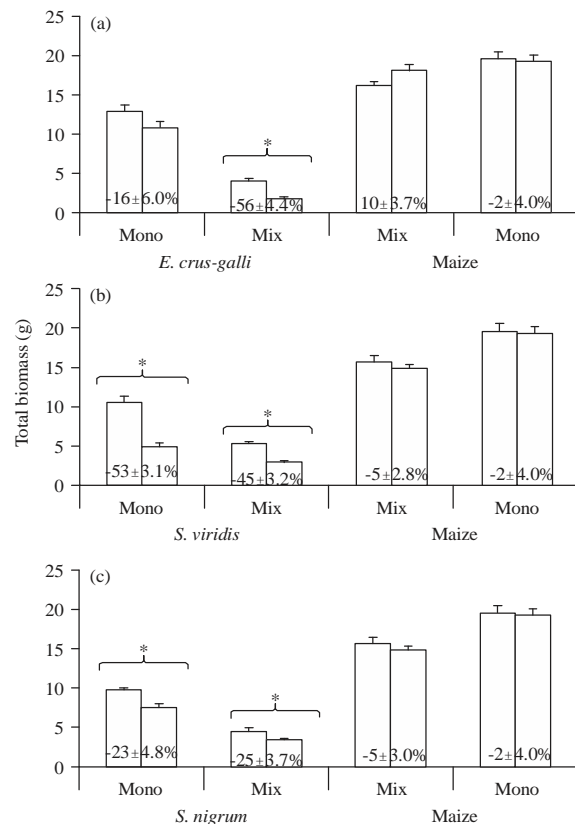 (a)
25
20
15
10
5
0
*
-16±6.0% -56±4.4% 10±3.7% -2±4.0%
Mono Mix Mix Mono
E. crus-galli Maize
Total biomass (g)
(b)
25
20
15
10
5
0
*
*
-53±3.1% -45±3.2% -5±2.8% -2±4.0%
Mono Mix Mix Mono
S. viridis Maize
(c)
25
20
15
10
5
0
*
*
-23±4.8% -25±3.7% -5±3.0% -2±4.0%
Mono Mix Mix Mono
S. nigrum Maize